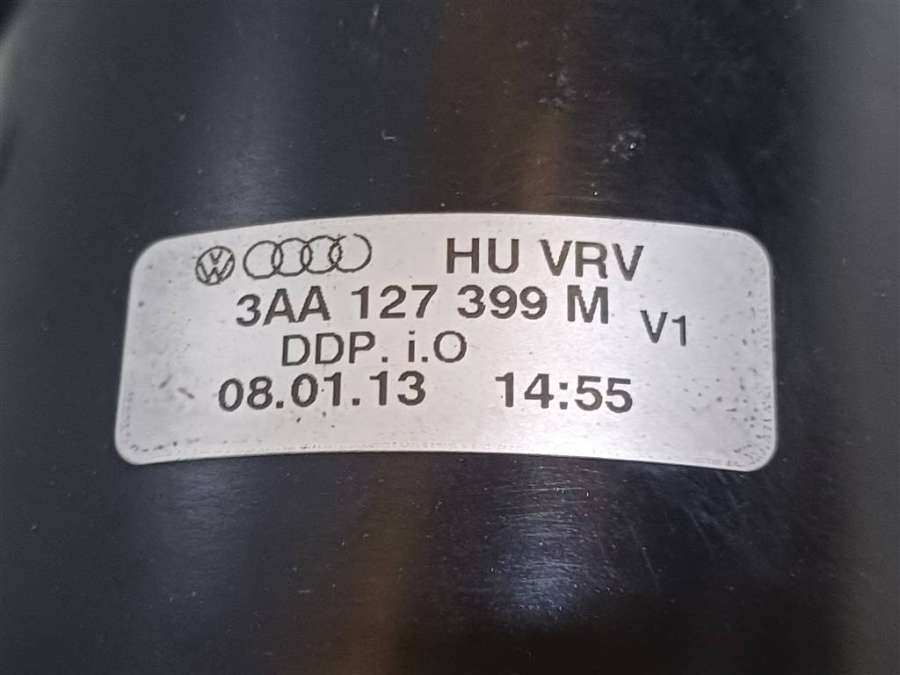 HU VRV
3AA 127 399 M V1
DDP. i.O
08.01.13 14:55